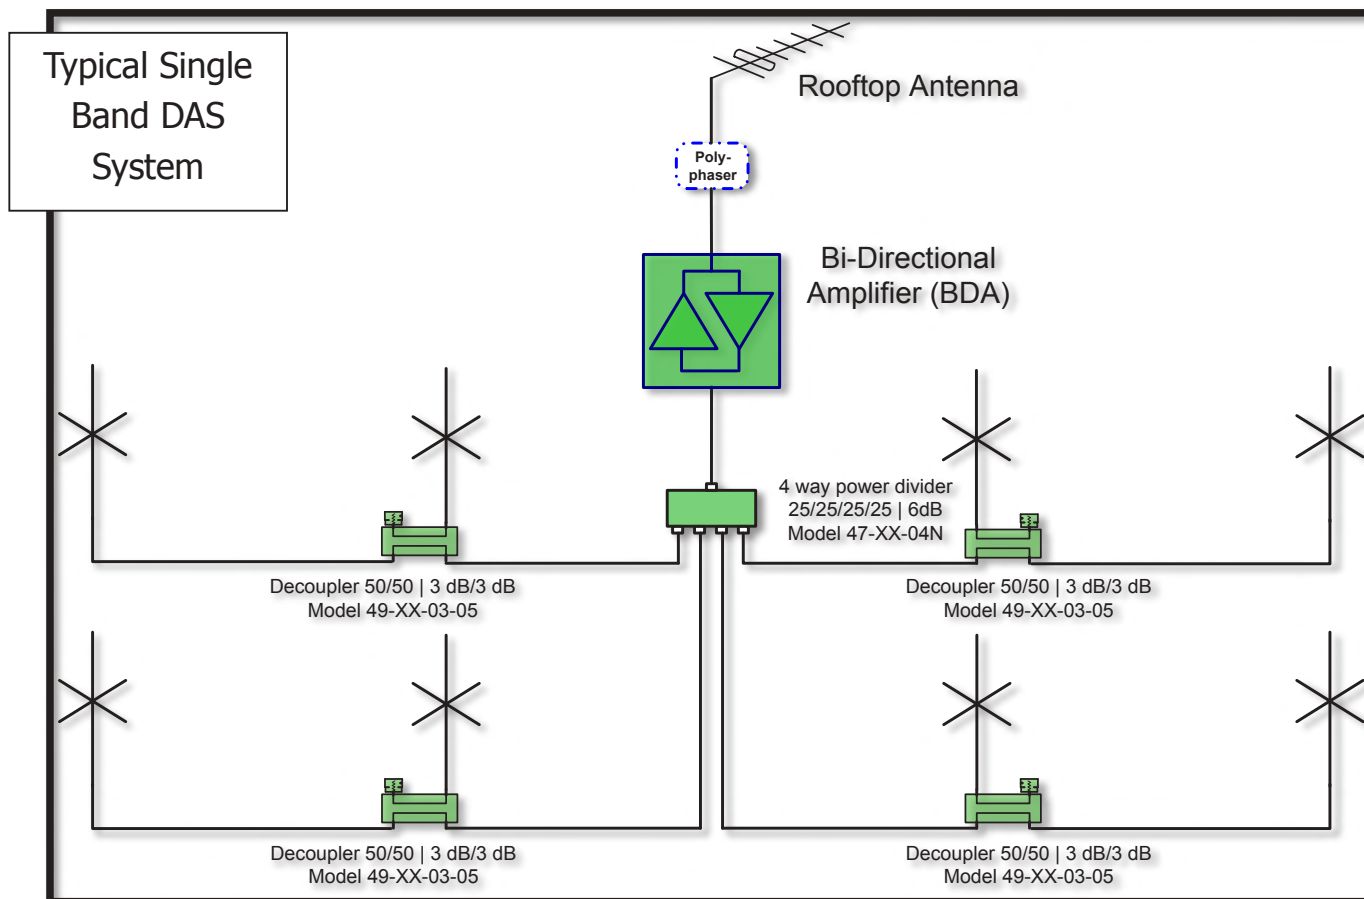 Typical Single
Band DAS
System
Rooftop Antenna
Poly-
phaser
Bi-Directional
Amplifier (BDA)
4 way power divider
25/25/25/25 | 6dB
Model 47-XX-04N
Decoupler 50/50 | 3 dB/3 dB
Model 49-XX-03-05
Decoupler 50/50 | 3 dB/3 dB
Model 49-XX-03-05
Decoupler 50/50 | 3 dB/3 dB
Model 49-XX-03-05
Decoupler 50/50 | 3 dB/3 dB
Model 49-XX-03-05